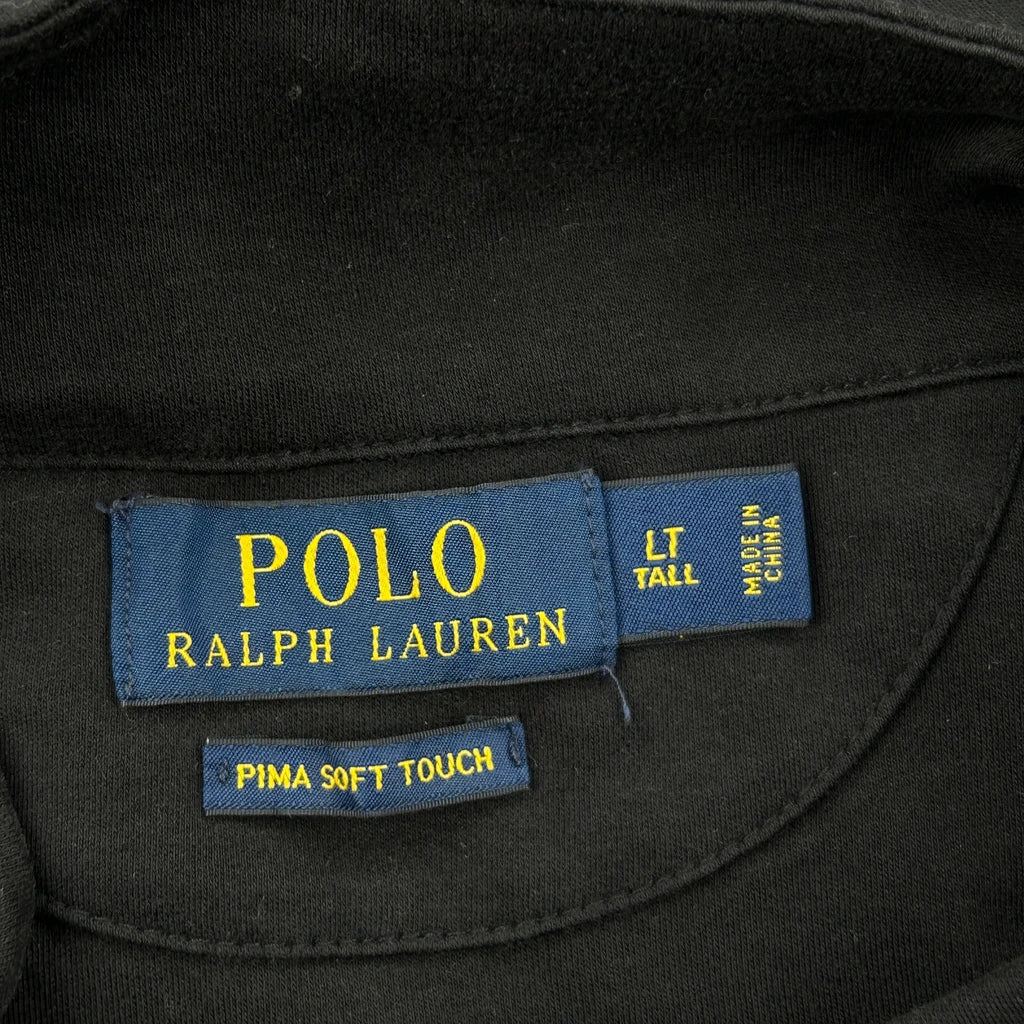 POLO
RALPH LAUREN
LT
TALL
MADE IN
CHINA
PIMA SOFT TOUCH